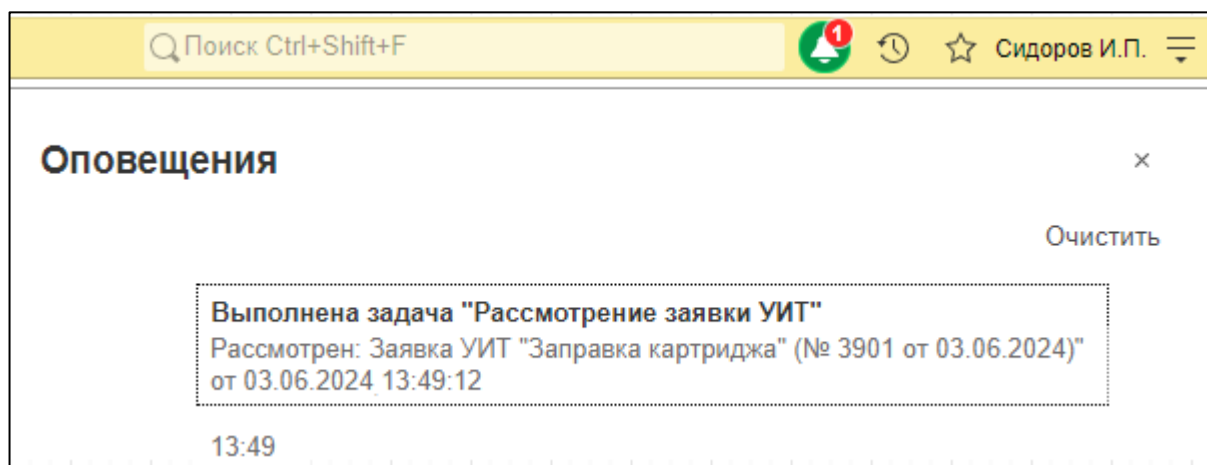 Поиск Ctrl+Shift+F
1
Сидоров И.П.
Оповещения
×
Очистить
Выполнена задача "Рассмотрение заявки УИТ"
Рассмотрен: Заявка УИТ "Заправка картриджа" (№ 3901 от 03.06.2024)"
от 03.06.2024 13:49:12
13:49